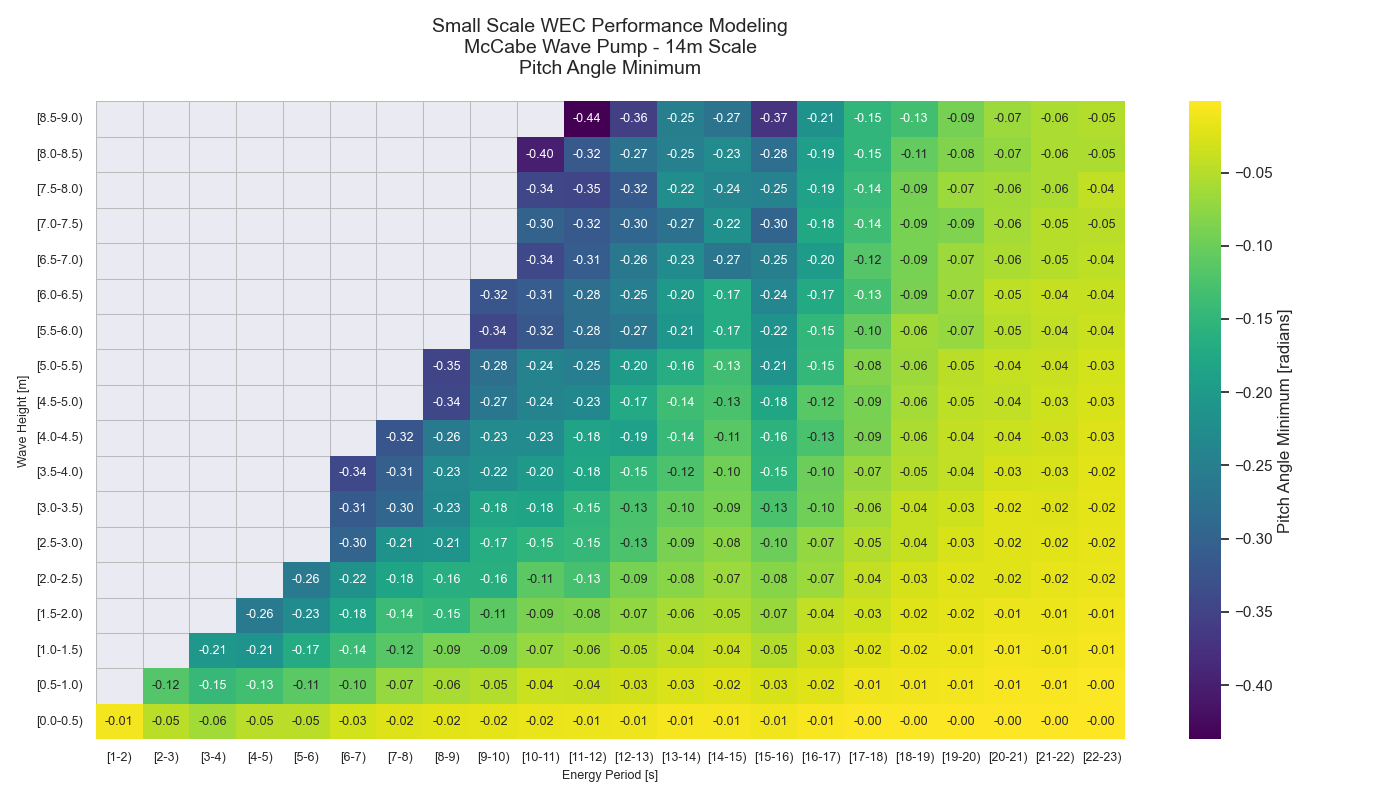 Small Scale WEC Performance Modeling
McCabe Wave Pump - 14m Scale
Pitch Angle Minimum
[8.5-9.0) -0.44 -0.36 -0.25 -0.27 -0.37 -0.21 -0.15 -0.13 -0.09 -0.07 -0.06 -0.05
[8.0-8.5) -0.40 -0.32 -0.27 -0.25 -0.23 -0.28 -0.19 -0.15 -0.11 -0.08 -0.07 -0.06 -0.05
[7.5-8.0) -0.34 -0.35 -0.32 -0.22 -0.24 -0.25 -0.19 -0.14 -0.09 -0.07 -0.06 -0.06 -0.04
[7.0-7.5) -0.30 -0.32 -0.30 -0.27 -0.22 -0.30 -0.18 -0.14 -0.09 -0.09 -0.06 -0.05 -0.05
[6.5-7.0) -0.34 -0.31 -0.26 -0.23 -0.27 -0.25 -0.20 -0.12 -0.09 -0.07 -0.06 -0.05 -0.04
[6.0-6.5) -0.32 -0.31 -0.28 -0.25 -0.20 -0.17 -0.24 -0.17 -0.13 -0.09 -0.07 -0.05 -0.04 -0.04
[5.5-6.0) -0.34 -0.32 -0.28 -0.27 -0.21 -0.17 -0.22 -0.15 -0.10 -0.06 -0.07 -0.05 -0.04 -0.04
[5.0-5.5) -0.35 -0.28 -0.24 -0.25 -0.20 -0.16 -0.13 -0.21 -0.15 -0.08 -0.06 -0.05 -0.04 -0.04 -0.03
[4.5-5.0) -0.34 -0.27 -0.24 -0.23 -0.17 -0.14 -0.13 -0.18 -0.12 -0.09 -0.06 -0.05 -0.04 -0.03 -0.03
[4.0-4.5) -0.32 -0.26 -0.23 -0.23 -0.18 -0.19 -0.14 -0.11 -0.16 -0.13 -0.09 -0.06 -0.04 -0.04 -0.03 -0.03
[3.5-4.0) -0.34 -0.31 -0.23 -0.22 -0.20 -0.18 -0.15 -0.12 -0.10 -0.15 -0.10 -0.07 -0.05 -0.04 -0.03 -0.03 -0.02
[3.0-3.5) -0.31 -0.30 -0.23 -0.18 -0.18 -0.15 -0.13 -0.10 -0.09 -0.13 -0.10 -0.06 -0.04 -0.03 -0.02 -0.02 -0.02
[2.5-3.0) -0.30 -0.21 -0.21 -0.17 -0.15 -0.15 -0.13 -0.09 -0.08 -0.10 -0.07 -0.05 -0.04 -0.03 -0.02 -0.02 -0.02
[2.0-2.5) -0.26 -0.22 -0.18 -0.16 -0.16 -0.11 -0.13 -0.09 -0.08 -0.07 -0.08 -0.07 -0.04 -0.03 -0.02 -0.02 -0.02 -0.02
[1.5-2.0) -0.26 -0.23 -0.18 -0.14 -0.15 -0.11 -0.09 -0.08 -0.07 -0.06 -0.05 -0.07 -0.04 -0.03 -0.02 -0.02 -0.01 -0.01 -0.01
[1.0-1.5) -0.21 -0.21 -0.17 -0.14 -0.12 -0.09 -0.09 -0.07 -0.06 -0.05 -0.04 -0.04 -0.05 -0.03 -0.02 -0.02 -0.01 -0.01 -0.01 -0.01
[0.5-1.0) -0.12 -0.15 -0.13 -0.11 -0.10 -0.07 -0.06 -0.05 -0.04 -0.04 -0.03 -0.03 -0.02 -0.03 -0.02 -0.01 -0.01 -0.01 -0.01 -0.01 -0.00
[0.0-0.5) -0.01 -0.05 -0.06 -0.05 -0.05 -0.03 -0.02 -0.02 -0.02 -0.02 -0.01 -0.01 -0.01 -0.01 -0.01 -0.01 -0.00 -0.00 -0.00 -0.00 -0.00 -0.00
[1-2) [2-3) [3-4) [4-5) [5-6) [6-7) [7-8) [8-9) [9-10) [10-11) [11-12) [12-13) [13-14) [14-15) [15-16) [16-17) [17-18) [18-19) [19-20) [20-21) [21-22) [22-23)
Energy Period [s]
Wave Height [m]
−0.05
−0.10
−0.15
−0.20
−0.25
−0.30
−0.35
−0.40
Pitch Angle Minimum [radians]